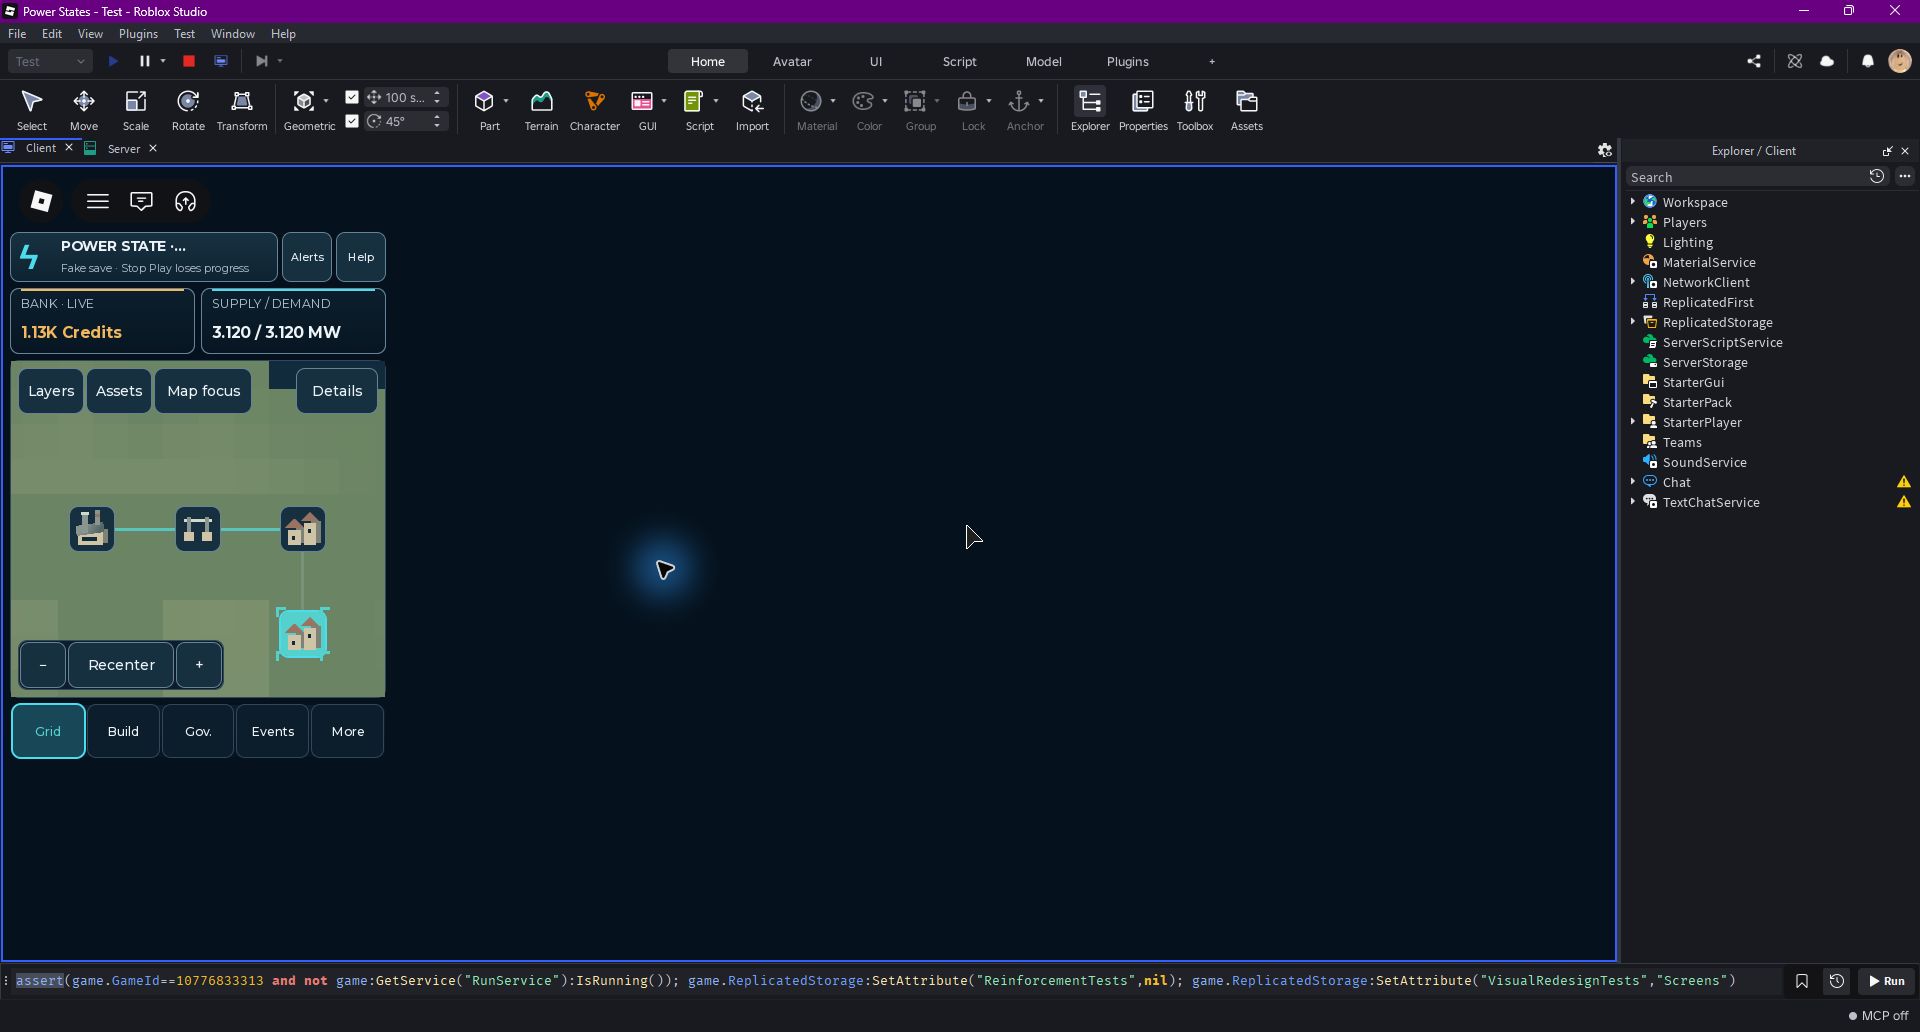 Power States - Test - Roblox Studio
File Edit View Plugins Test Window Help
Test
Home Avatar UI Script Model Plugins +
100 s...
45°
Select Move Scale Rotate Transform Geometric Part Terrain Character GUI Script Import Material Color Group Lock Anchor Explorer Properties Toolbox Assets
Client Server
Explorer / Client
Search
Workspace
Players
Lighting
MaterialService
NetworkClient
ReplicatedFirst
ReplicatedStorage
ServerScriptService
ServerStorage
StarterGui
StarterPack
StarterPlayer
Teams
SoundService
Chat
TextChatService
POWER STATE ·...
Fake save · Stop Play loses progress
Alerts
Help
BANK · LIVE
1.13K Credits
SUPPLY / DEMAND
3.120 / 3.120 MW
Layers Assets Map focus Details
− Recenter +
Grid Build Gov. Events More
assert(game.GameId==10776833313 and not game:GetService("RunService"):IsRunning()); game.ReplicatedStorage:SetAttribute("ReinforcementTests",nil); game.ReplicatedStorage:SetAttribute("VisualRedesignTests","Screens")
Run
MCP off